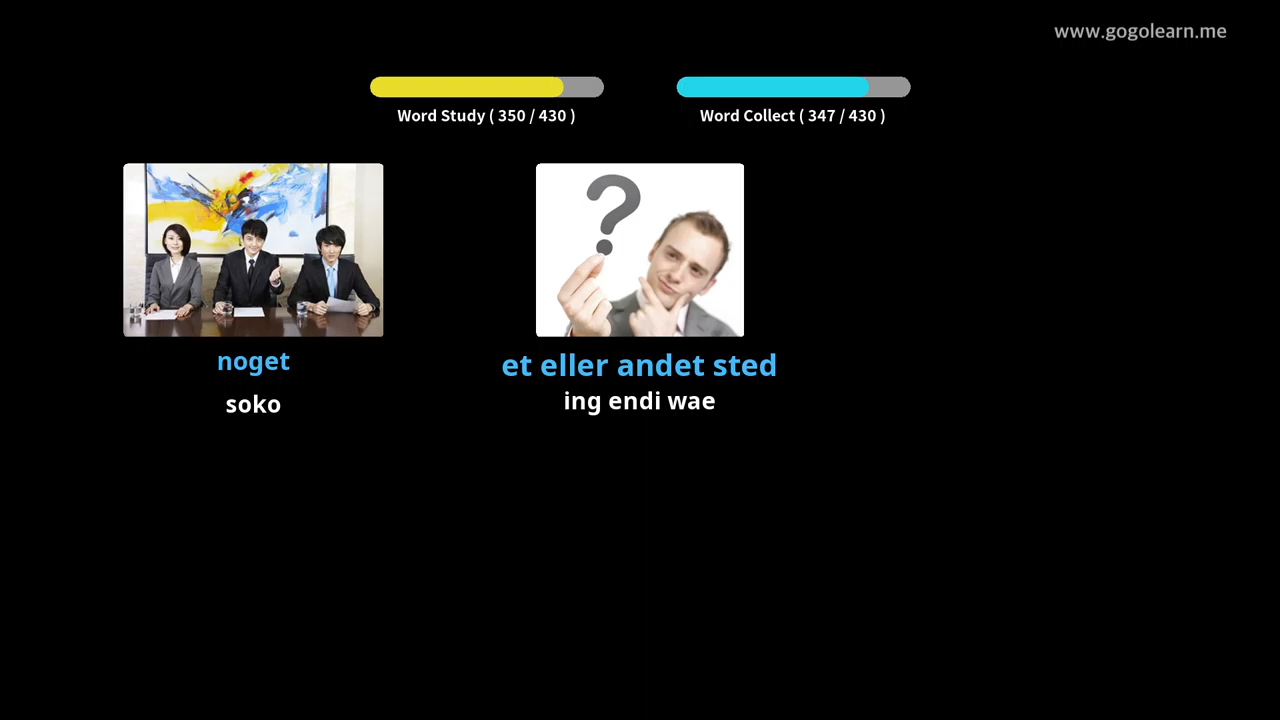 www.gogolearn.me
Word Study ( 350 / 430 )
Word Collect ( 347 / 430 )
noget
soko
et eller andet sted
ing endi wae